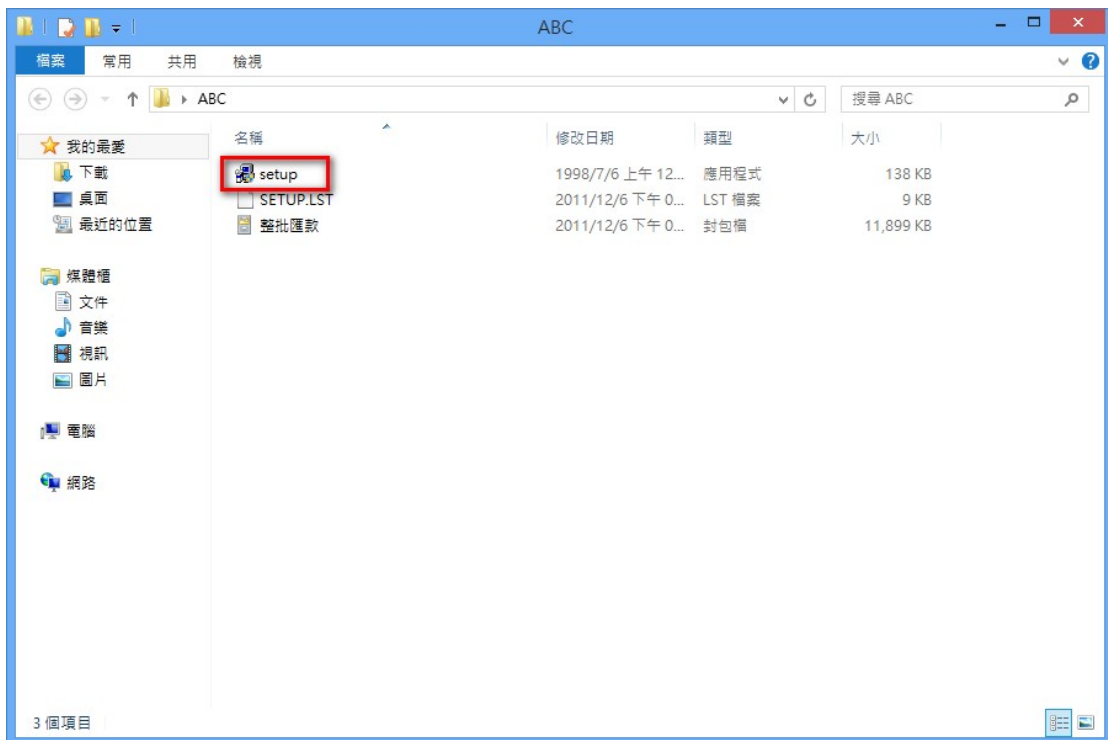 ABC
檔案 常用 共用 檢視
ABC 搜尋 ABC
名稱 修改日期 類型 大小
我的最愛
下載
桌面
最近的位置
媒體櫃
文件
音樂
視訊
圖片
電腦
網路
setup 1998/7/6 上午 12... 應用程式 138 KB
SETUP.LST 2011/12/6 下午 0... LST 檔案 9 KB
整批匯款 2011/12/6 下午 0... 封包檔 11,899 KB
3 個項目